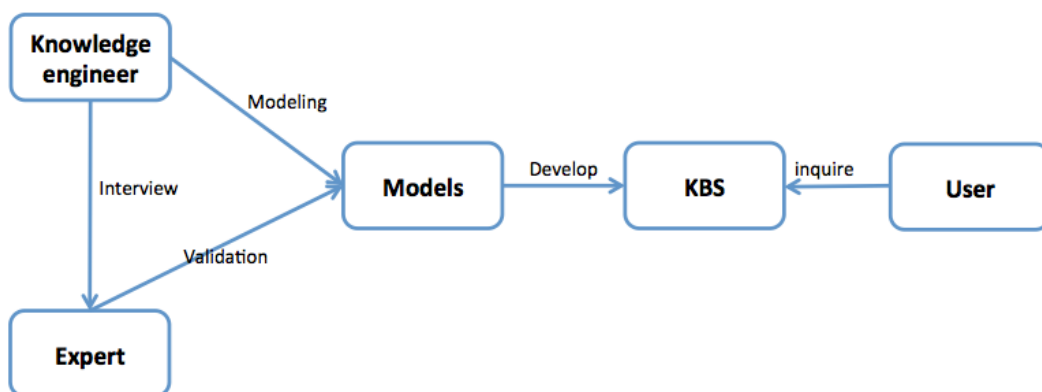 Knowledge
engineer
Modeling
Interview
Models
Develop
KBS
inquire
User
Validation
Expert